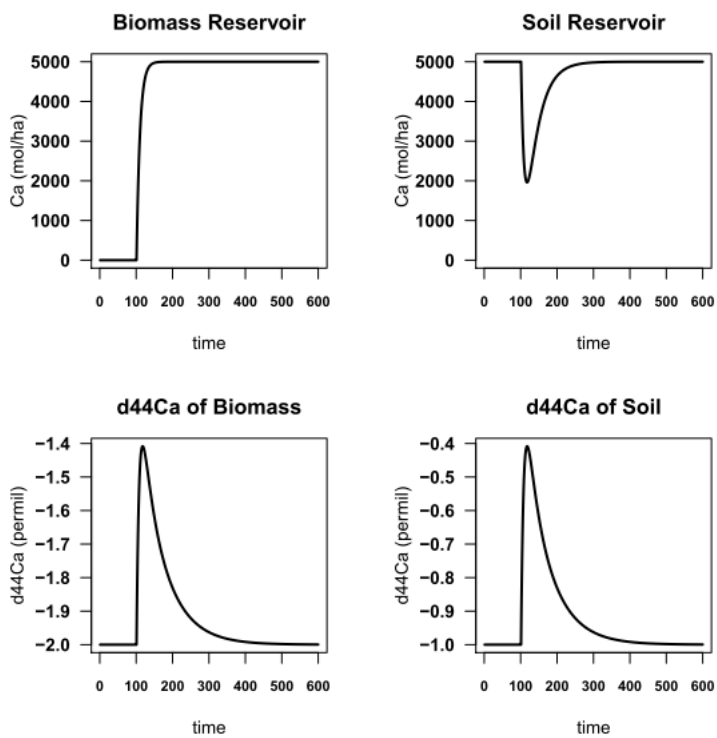 Biomass Reservoir
Ca (mol/ha)
5000
4000
3000
2000
1000
0
0 100 200 300 400 500 600
time
Soil Reservoir
Ca (mol/ha)
5000
4000
3000
2000
1000
0
0 100 200 300 400 500 600
time
d44Ca of Biomass
d44Ca (permil)
−1.4
−1.5
−1.6
−1.7
−1.8
−1.9
−2.0
0 100 200 300 400 500 600
time
d44Ca of Soil
d44Ca (permil)
−0.4
−0.5
−0.6
−0.7
−0.8
−0.9
−1.0
0 100 200 300 400 500 600
time